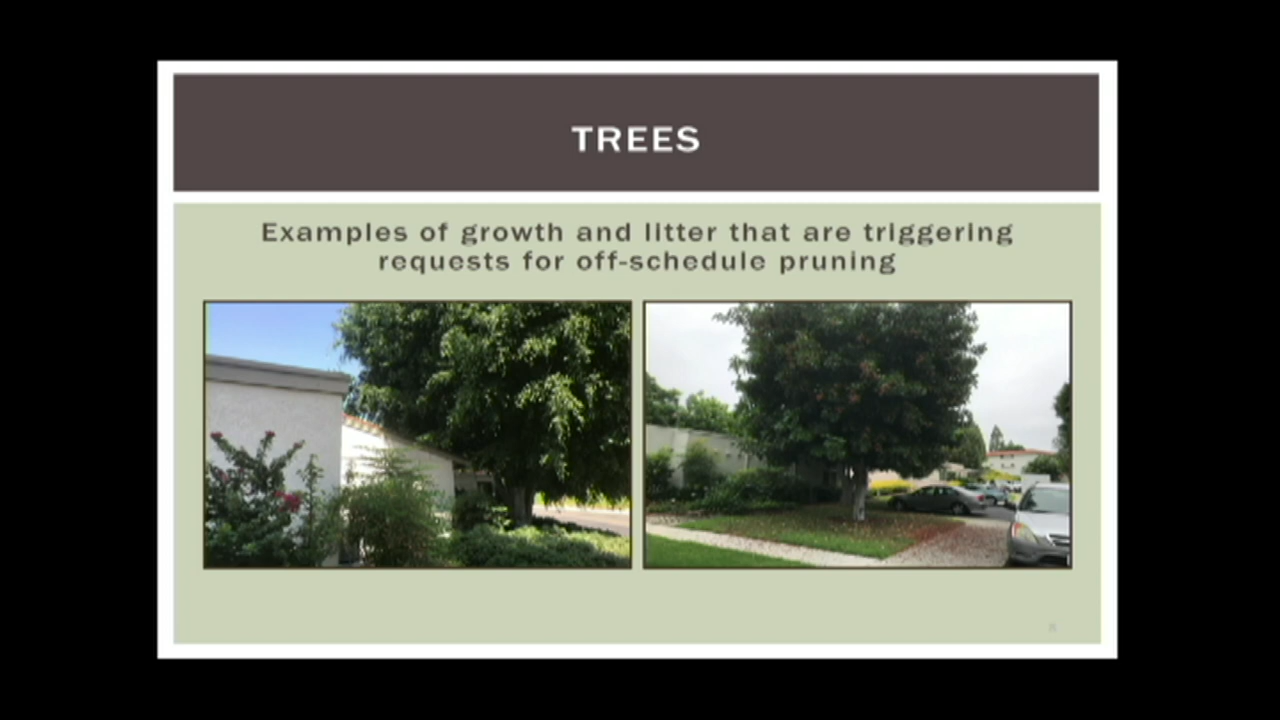 TREES
Examples of growth and litter that are triggering
requests for off-schedule pruning